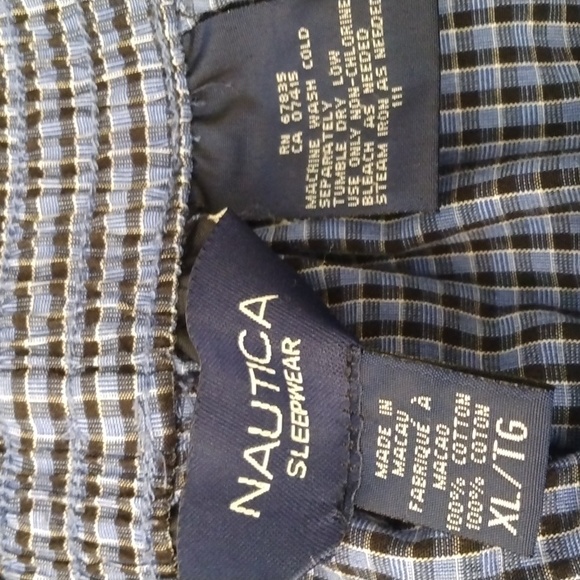 RN 67835
CA 07415
MACHINE WASH COLD
SEPARATELY
TUMBLE DRY LOW
USE ONLY NON-CHLORINE
BLEACH AS NEEDED
STEAM IRON AS NEEDED
111
NAUTICA
SLEEPWEAR
MADE IN
MACAU
FABRIQUÉ À
MACAO
100% COTTON
100% COTON
XL/TG